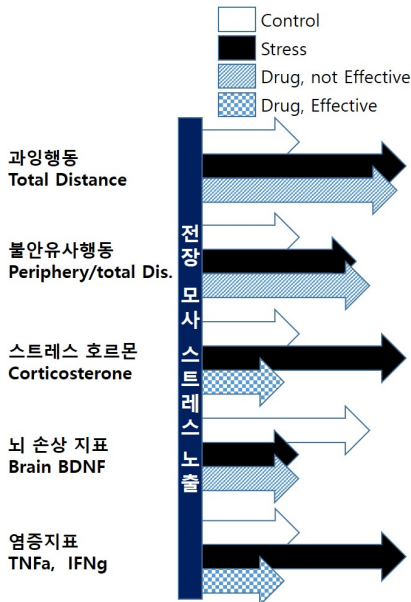 Control
Stress
Drug, not Effective
Drug, Effective
과잉행동
Total Distance
불안유사행동
Periphery/total Dis.
스트레스 호르몬
Corticosterone
뇌 손상 지표
Brain BDNF
염증지표
TNFa, IFNg
전장 모사 스트레스 노출